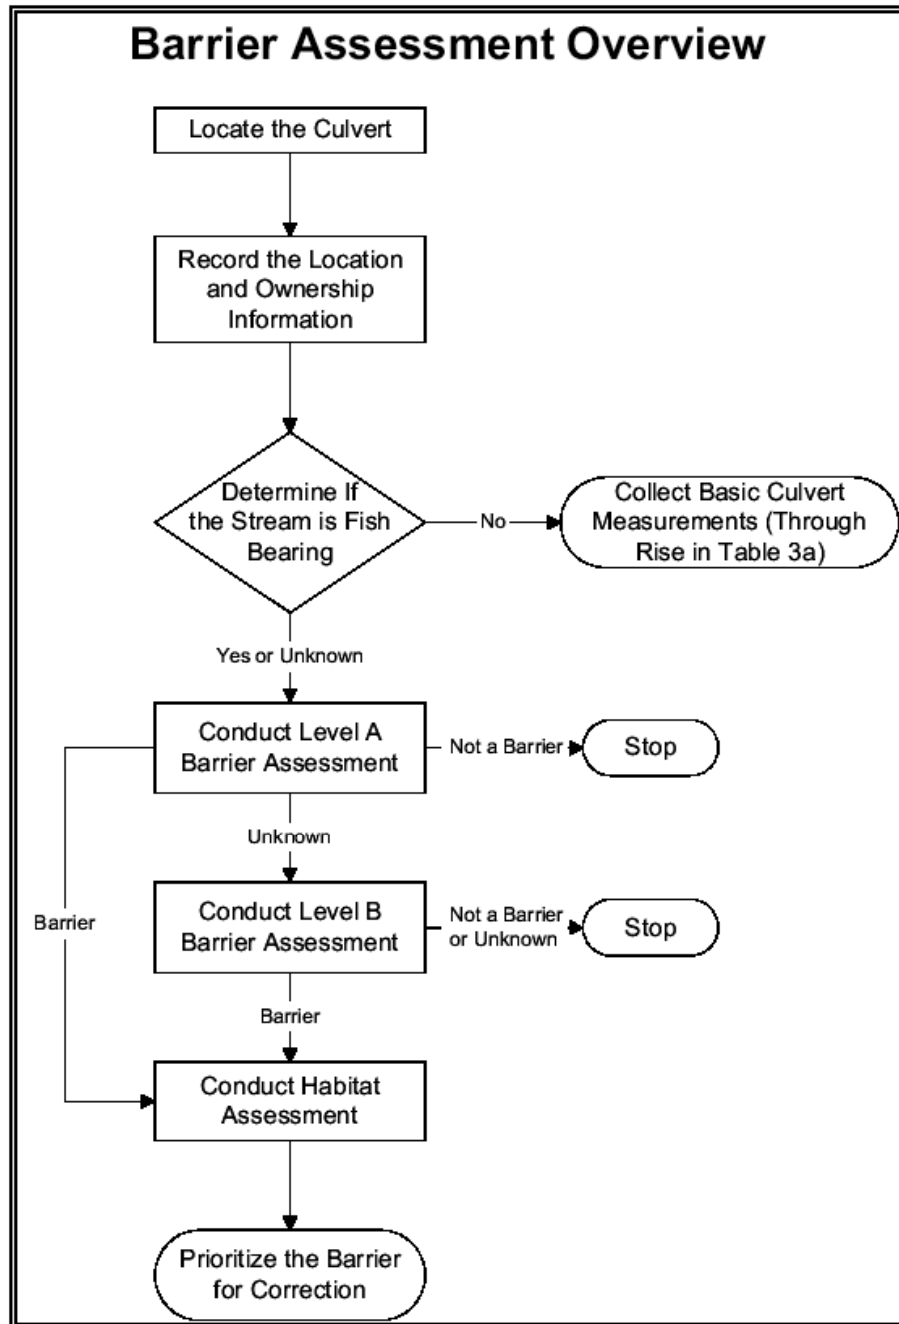 Barrier Assessment Overview
Locate the Culvert
Record the Location
and Ownership
Information
Determine If
the Stream is Fish
Bearing
No
Collect Basic Culvert
Measurements (Through
Rise in Table 3a)
Yes or Unknown
Conduct Level A
Barrier Assessment
Not a Barrier
Stop
Unknown
Barrier
Conduct Level B
Barrier Assessment
Not a Barrier
or Unknown
Stop
Barrier
Conduct Habitat
Assessment
Prioritize the Barrier
for Correction